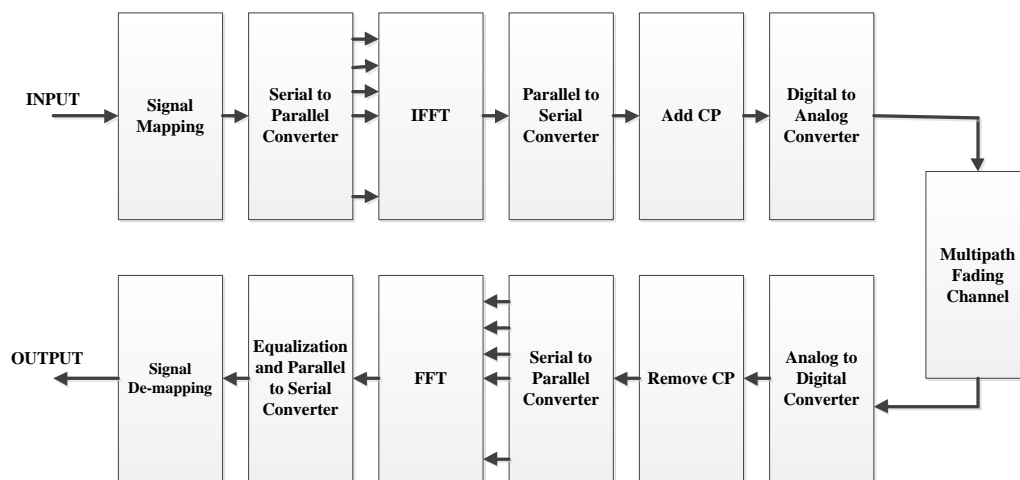 INPUT
Signal
Mapping
Serial to
Parallel
Converter
IFFT
Parallel to
Serial
Converter
Add CP
Digital to
Analog
Converter
Multipath
Fading
Channel
OUTPUT
Signal
De-mapping
Equalization
and Parallel
to Serial
Converter
FFT
Serial to
Parallel
Converter
Remove CP
Analog to
Digital
Converter